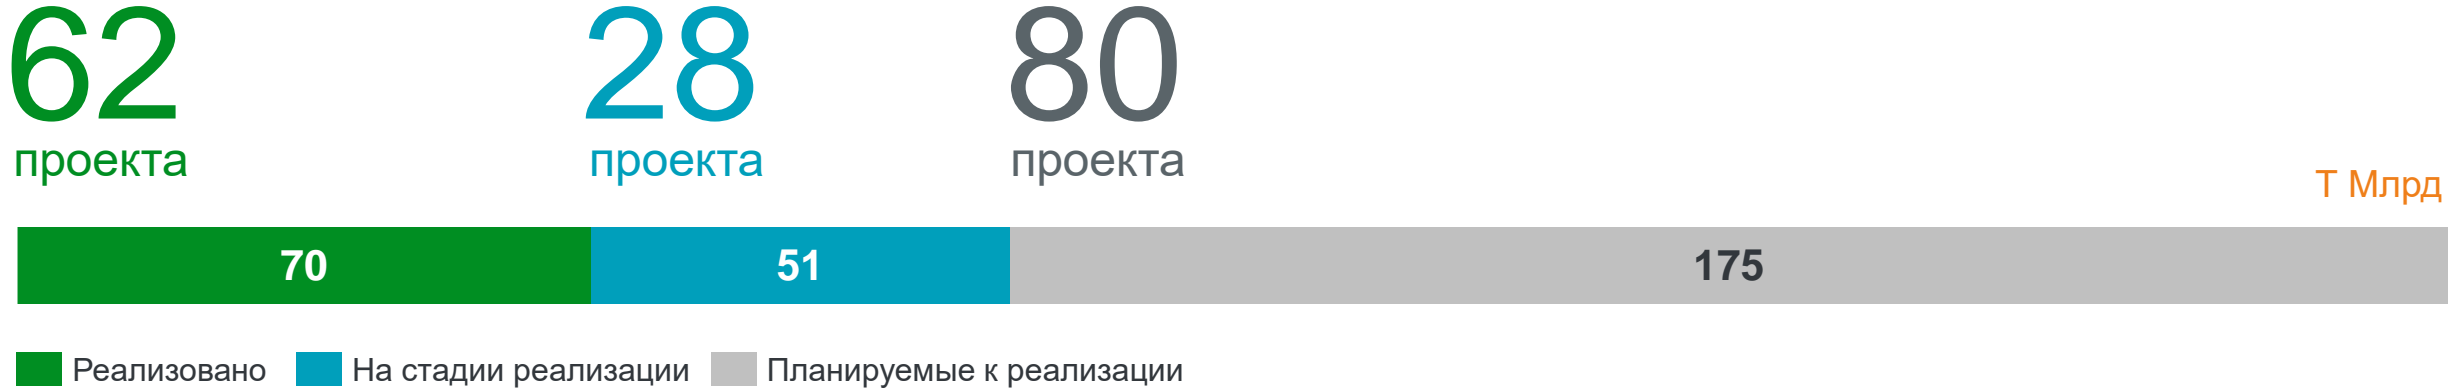 62 28 80
проекта проекта проекта
Т Млрд
70 51 175
Реализовано На стадии реализации Планируемые к реализации